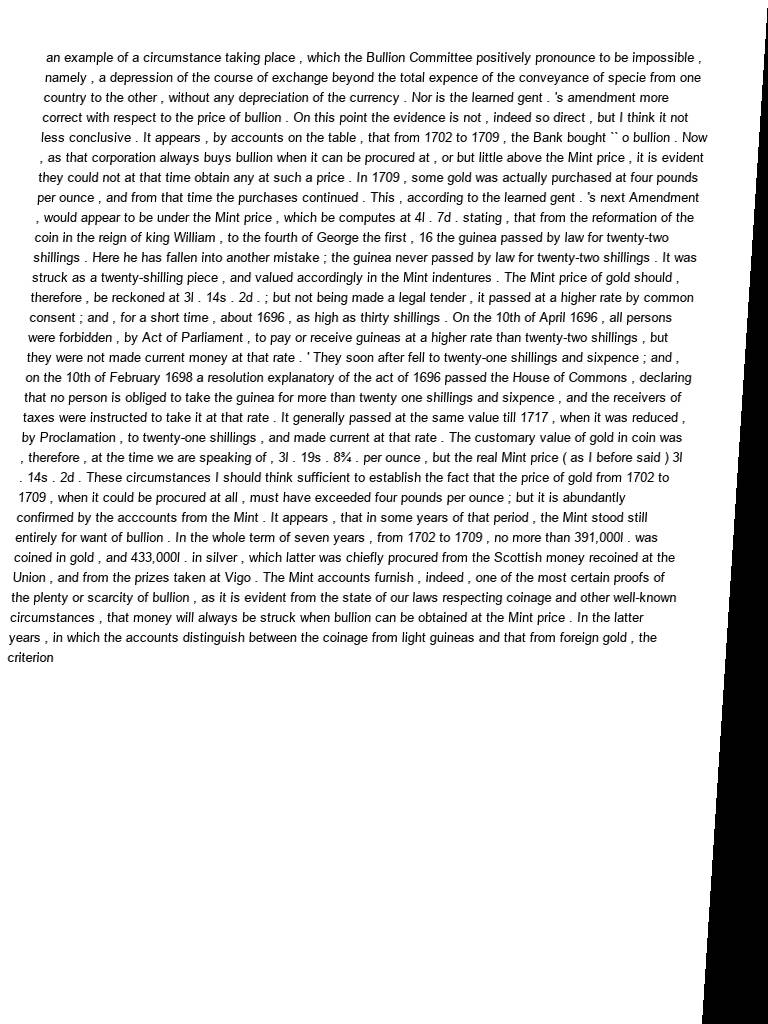 an example of a circumstance taking place , which the Bullion Committee positively pronounce to be impossible ,
namely , a depression of the course of exchange beyond the total expence of the conveyance of specie from one
country to the other , without any depreciation of the currency . Nor is the learned gent . 's amendment more
correct with respect to the price of bullion . On this point the evidence is not , indeed so direct , but I think it not
less conclusive . It appears , by accounts on the table , that from 1702 to 1709 , the Bank bought `` o bullion . Now
, as that corporation always buys bullion when it can be procured at , or but little above the Mint price , it is evident
they could not at that time obtain any at such a price . In 1709 , some gold was actually purchased at four pounds
per ounce , and from that time the purchases continued . This , according to the learned gent . 's next Amendment
, would appear to be under the Mint price , which be computes at 4l . 7d . stating , that from the reformation of the
coin in the reign of king William , to the fourth of George the first , 16 the guinea passed by law for twenty-two
shillings . Here he has fallen into another mistake ; the guinea never passed by law for twenty-two shillings . It was
struck as a twenty-shilling piece , and valued accordingly in the Mint indentures . The Mint price of gold should ,
therefore , be reckoned at 3l . 14s . 2d . ; but not being made a legal tender , it passed at a higher rate by common
consent ; and , for a short time , about 1696 , as high as thirty shillings . On the 10th of April 1696 , all persons
were forbidden , by Act of Parliament , to pay or receive guineas at a higher rate than twenty-two shillings , but
they were not made current money at that rate . ' They soon after fell to twenty-one shillings and sixpence ; and ,
on the 10th of February 1698 a resolution explanatory of the act of 1696 passed the House of Commons , declaring
that no person is obliged to take the guinea for more than twenty one shillings and sixpence , and the receivers of
taxes were instructed to take it at that rate . It generally passed at the same value till 1717 , when it was reduced ,
by Proclamation , to twenty-one shillings , and made current at that rate . The customary value of gold in coin was
, therefore , at the time we are speaking of , 3l . 19s . 8¾ . per ounce , but the real Mint price ( as I before said ) 3l
. 14s . 2d . These circumstances I should think sufficient to establish the fact that the price of gold from 1702 to
1709 , when it could be procured at all , must have exceeded four pounds per ounce ; but it is abundantly
confirmed by the acccounts from the Mint . It appears , that in some years of that period , the Mint stood still
entirely for want of bullion . In the whole term of seven years , from 1702 to 1709 , no more than 391,000l . was
coined in gold , and 433,000l . in silver , which latter was chiefly procured from the Scottish money recoined at the
Union , and from the prizes taken at Vigo . The Mint accounts furnish , indeed , one of the most certain proofs of
the plenty or scarcity of bullion , as it is evident from the state of our laws respecting coinage and other well-known
circumstances , that money will always be struck when bullion can be obtained at the Mint price . In the latter
years , in which the accounts distinguish between the coinage from light guineas and that from foreign gold , the
criterion